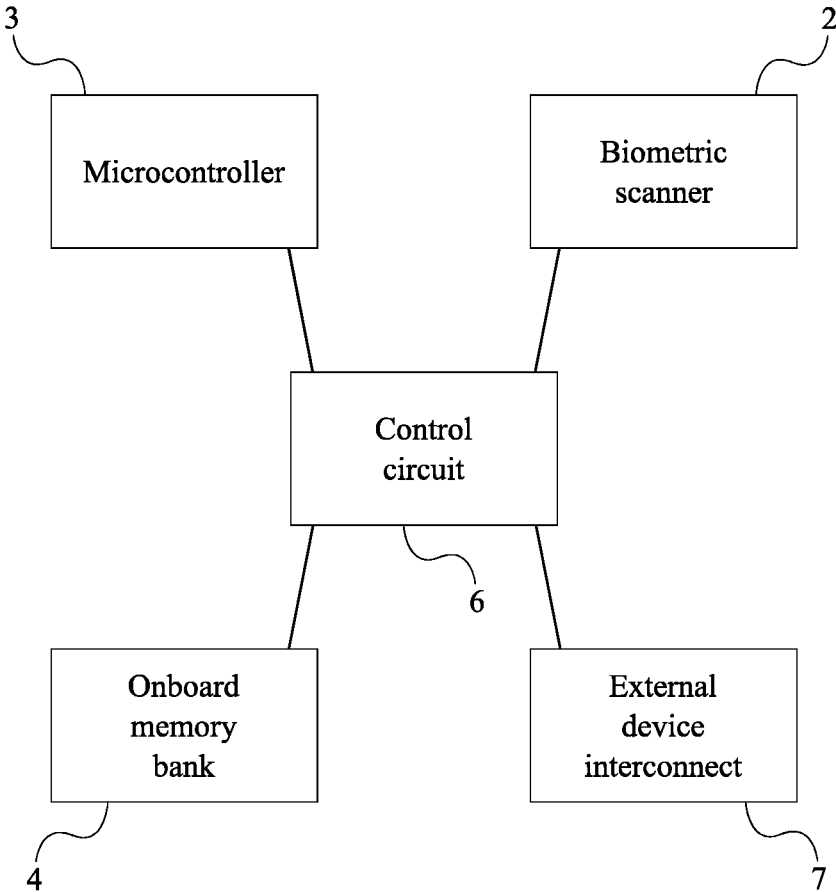 3
2
Microcontroller
Biometric
scanner
Control
circuit
6
Onboard
memory
bank
External
device
interconnect
4
7